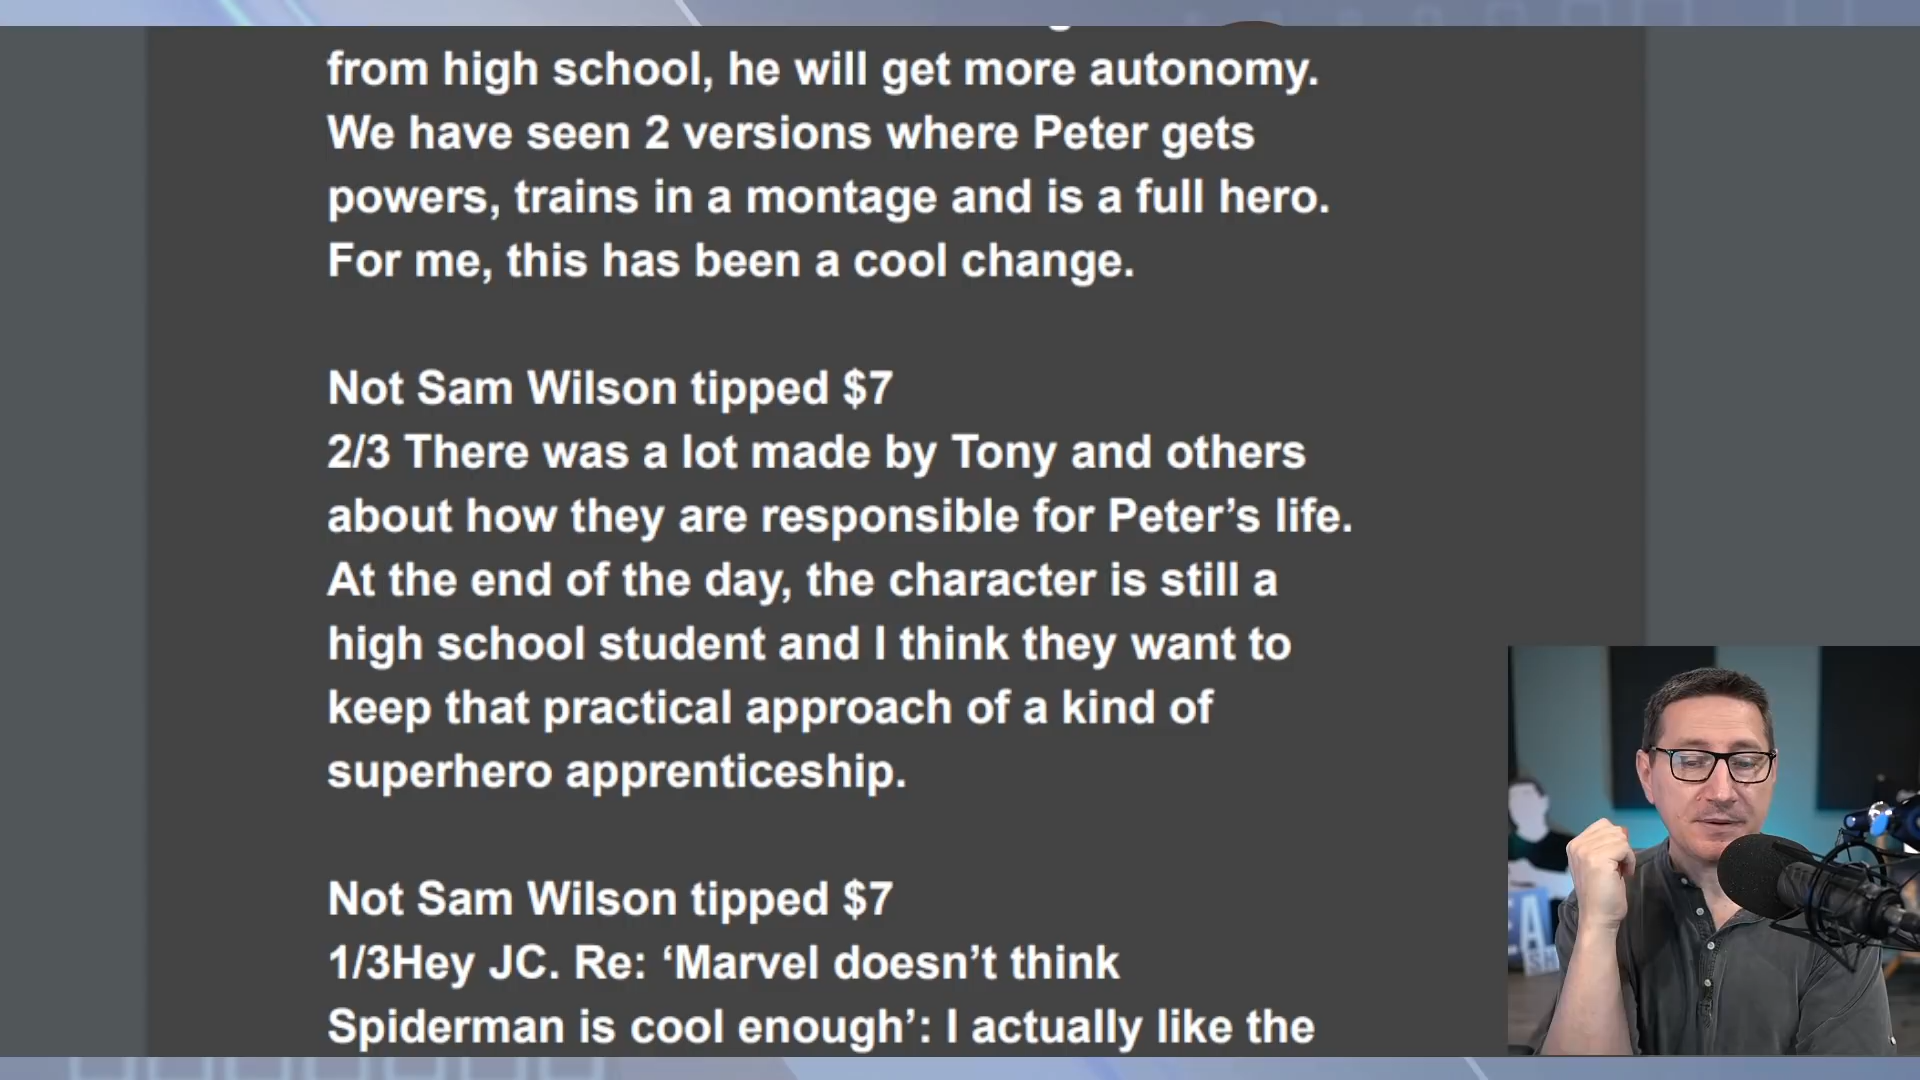 from high school, he will get more autonomy.
We have seen 2 versions where Peter gets
powers, trains in a montage and is a full hero.
For me, this has been a cool change.
Not Sam Wilson tipped $7
2/3 There was a lot made by Tony and others
about how they are responsible for Peter’s life.
At the end of the day, the character is still a
high school student and I think they want to
keep that practical approach of a kind of
superhero apprenticeship.
Not Sam Wilson tipped $7
1/3Hey JC. Re: ‘Marvel doesn’t think
Spiderman is cool enough’: I actually like the